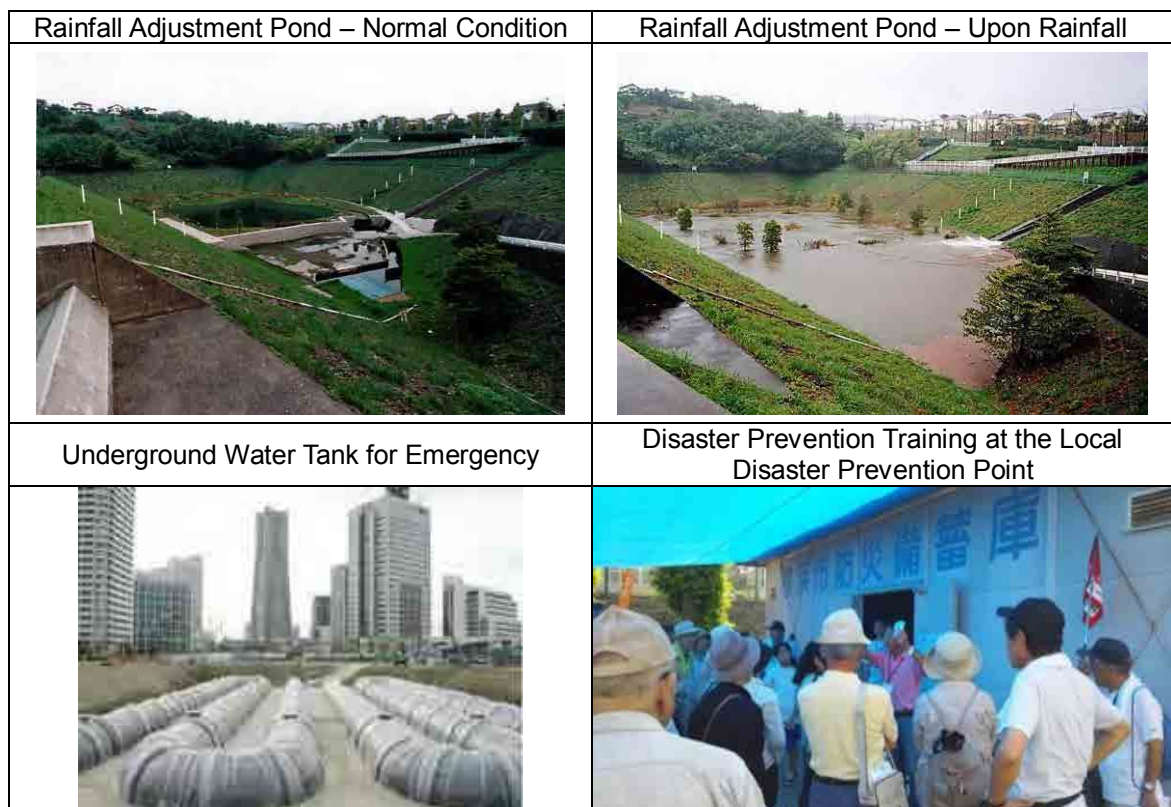 Rainfall Adjustment Pond – Normal Condition
Rainfall Adjustment Pond – Upon Rainfall
Underground Water Tank for Emergency
Disaster Prevention Training at the Local
Disaster Prevention Point
市防災備蓄庫